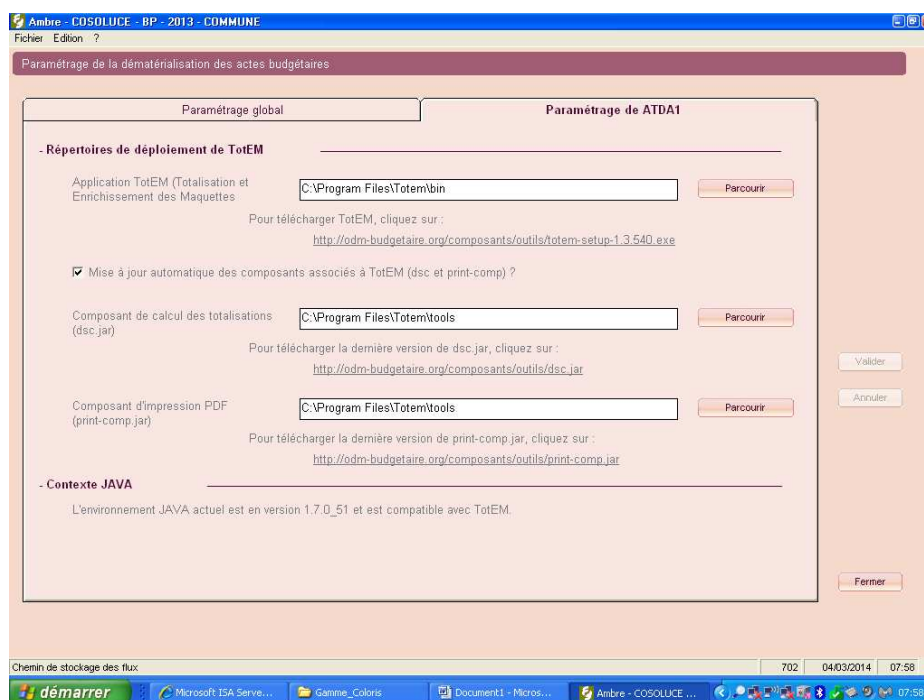 Ambre - COSOLUCE - BP - 2013 - COMMUNE
Fichier Edition ?
Paramétrage de la dématérialisation des actes budgétaires
Paramétrage global
Paramétrage de ATDA1
- Répertoires de déploiement de TotEM
Application TotEM (Totalisation et
Enrichissement des Maquettes
C:\Program Files\Totem\bin
Parcourir
Pour télécharger TotEM, cliquez sur :
http://odm-budgetaire.org/composants/outils/totem-setup-1.3.540.exe
Mise à jour automatique des composants associés à TotEM (dsc et print-comp) ?
Composant de calcul des totalisations
(dsc.jar)
C:\Program Files\Totem\tools
Parcourir
Pour télécharger la dernière version de dsc.jar, cliquez sur :
http://odm-budgetaire.org/composants/outils/dsc.jar
Valider
Annuler
Composant d'impression PDF
(print-comp.jar)
C:\Program Files\Totem\tools
Parcourir
Pour télécharger la dernière version de print-comp.jar, cliquez sur :
http://odm-budgetaire.org/composants/outils/print-comp.jar
- Contexte JAVA
L'environnement JAVA actuel est en version 1.7.0_51 et est compatible avec TotEM.
Fermer
Chemin de stockage des flux
702
04/03/2014
07:58
démarrer
Microsoft ISA Serve...
Gamme_Coloris
Document1 - Micros...
Ambre - COSOLUCE ...
07:58